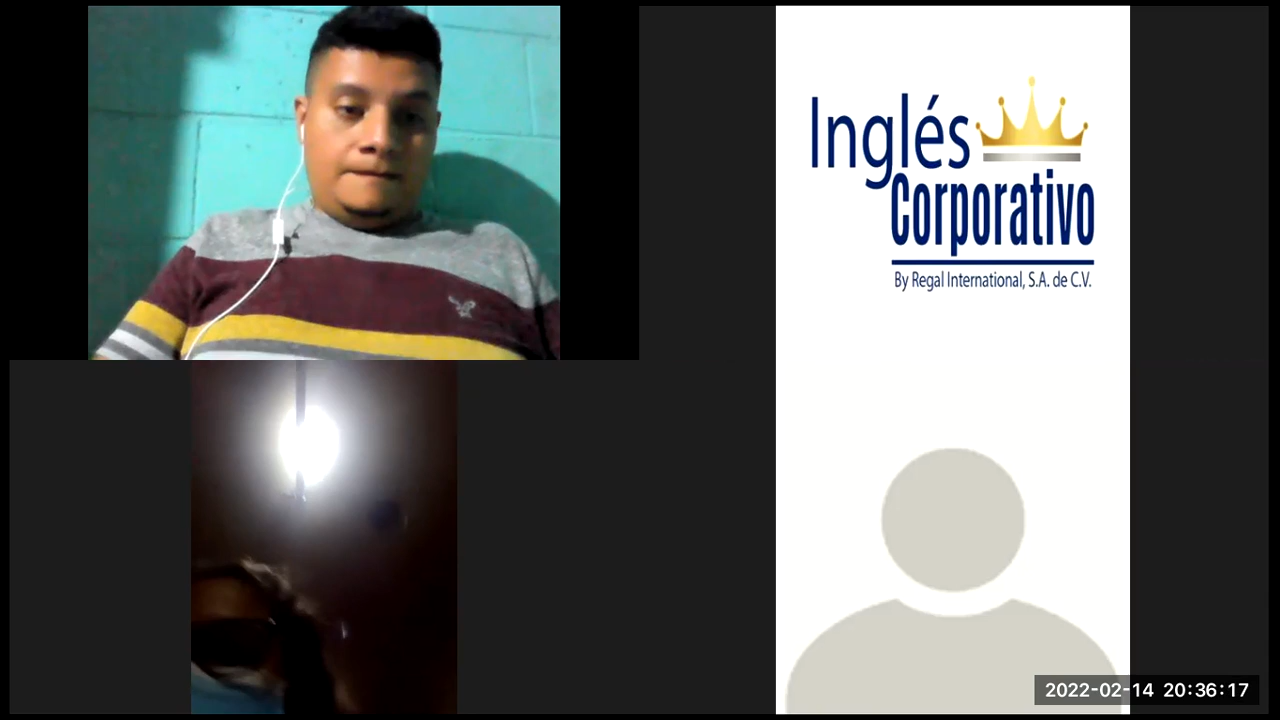 Inglés
Corporativo
By Regal International, S.A. de C.V.
2022-02-14 20:36:17